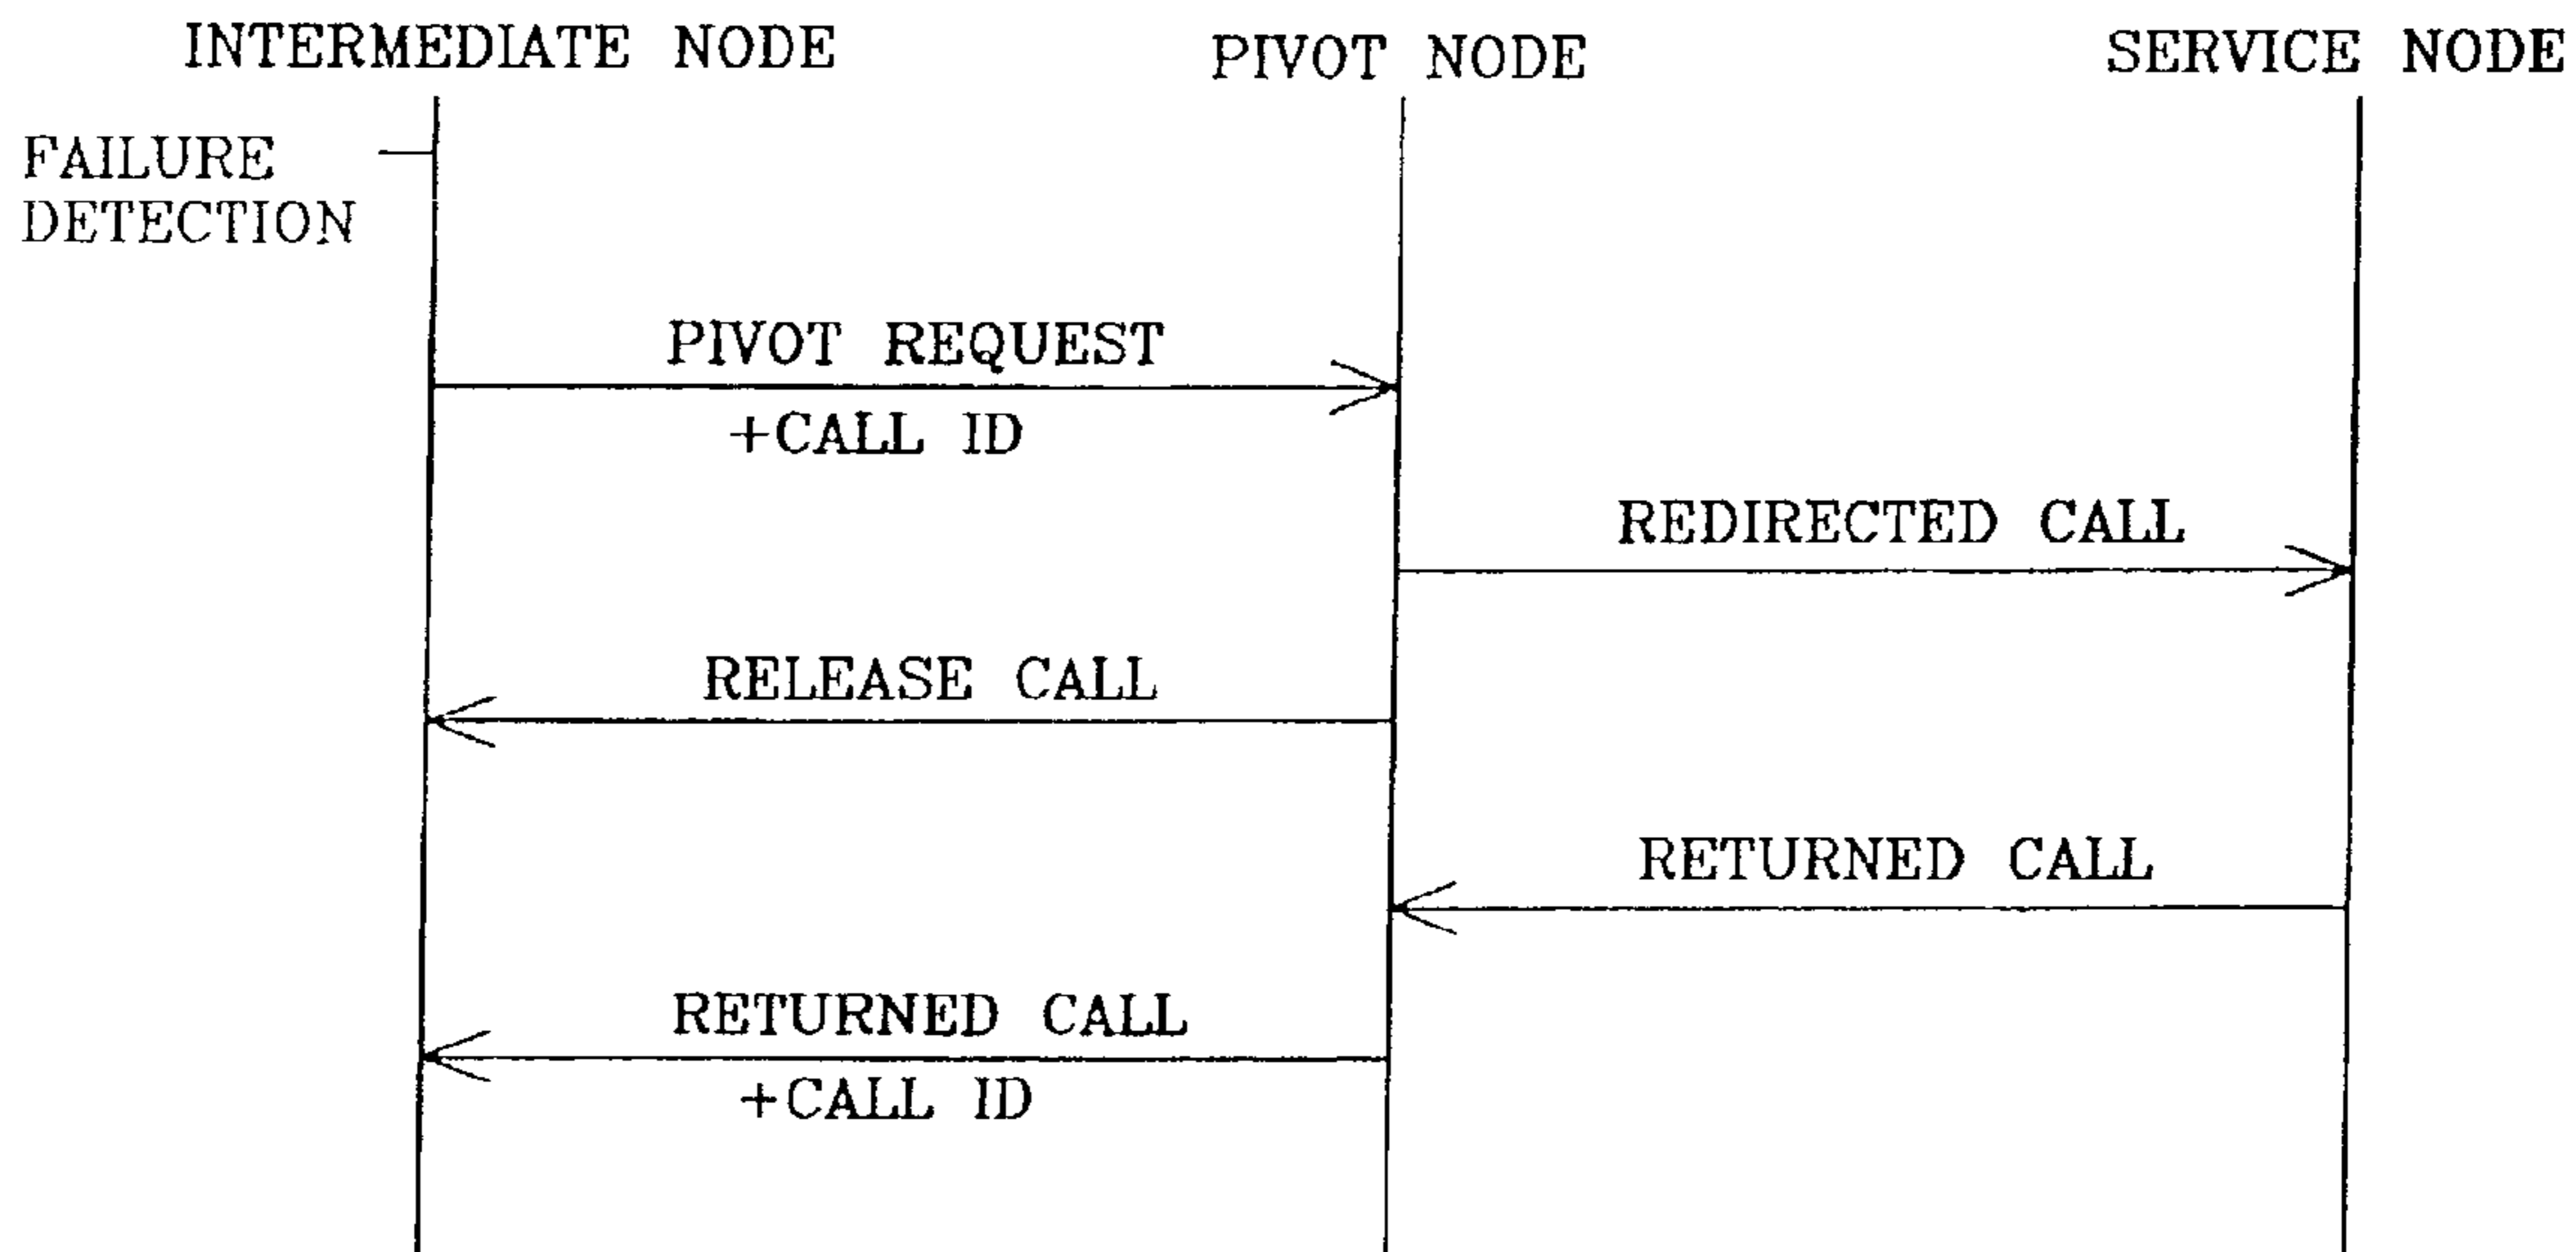 INTERMEDIATE NODE
PIVOT NODE
SERVICE NODE
FAILURE
DETECTION
PIVOT REQUEST
+CALL ID
REDIRECTED CALL
RELEASE CALL
RETURNED CALL
RETURNED CALL
+CALL ID